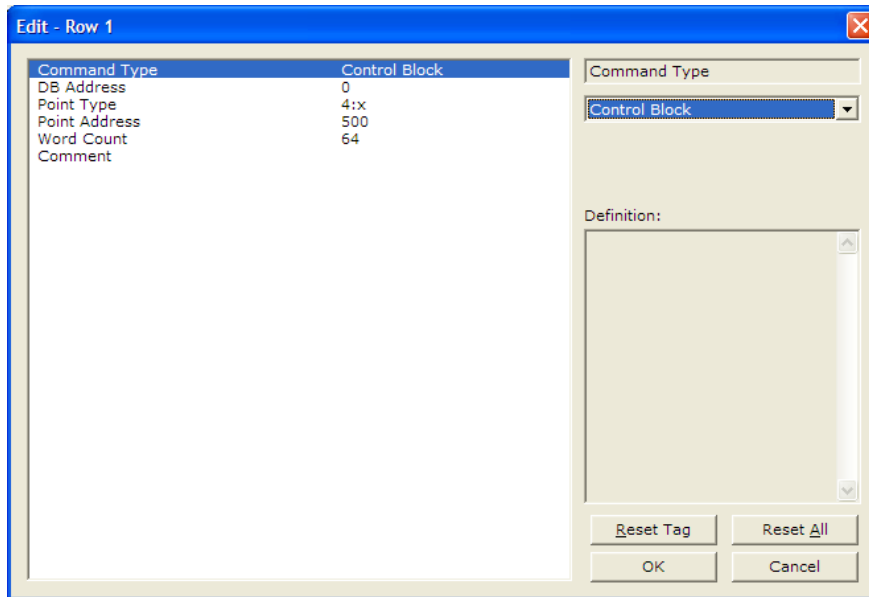 Edit - Row 1
Command Type Control Block
DB Address 0
Point Type 4:x
Point Address 500
Word Count 64
Comment
Command Type
Control Block
Definition:
Reset Tag Reset All
OK Cancel